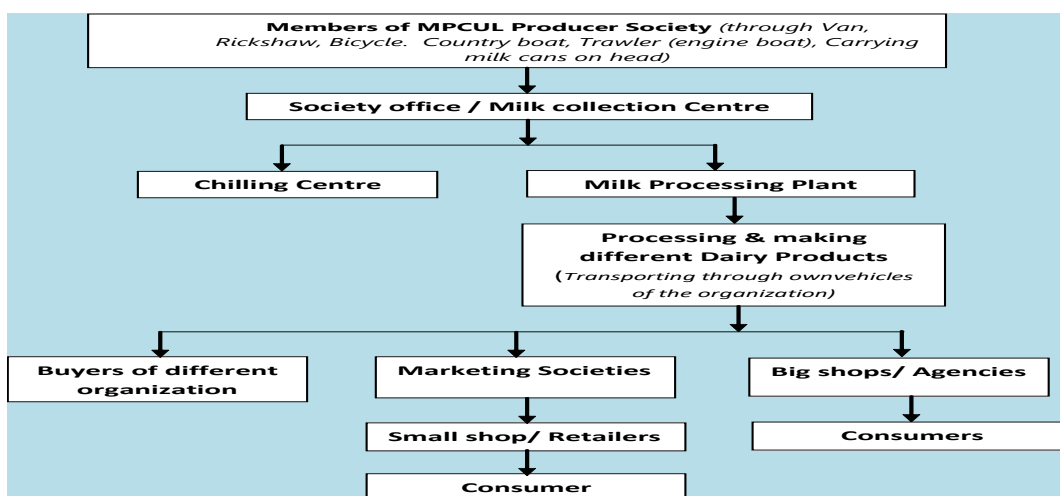 Members of MPCUL Producer Society (through Van,
Rickshaw, Bicycle. Country boat, Trawler (engine boat), Carrying
milk cans on head)
Society office / Milk collection Centre
Chilling Centre
Milk Processing Plant
Processing & making
different Dairy Products
(Transporting through ownvehicles
of the organization)
Buyers of different
organization
Marketing Societies
Big shops/ Agencies
Small shop/ Retailers
Consumers
Consumer